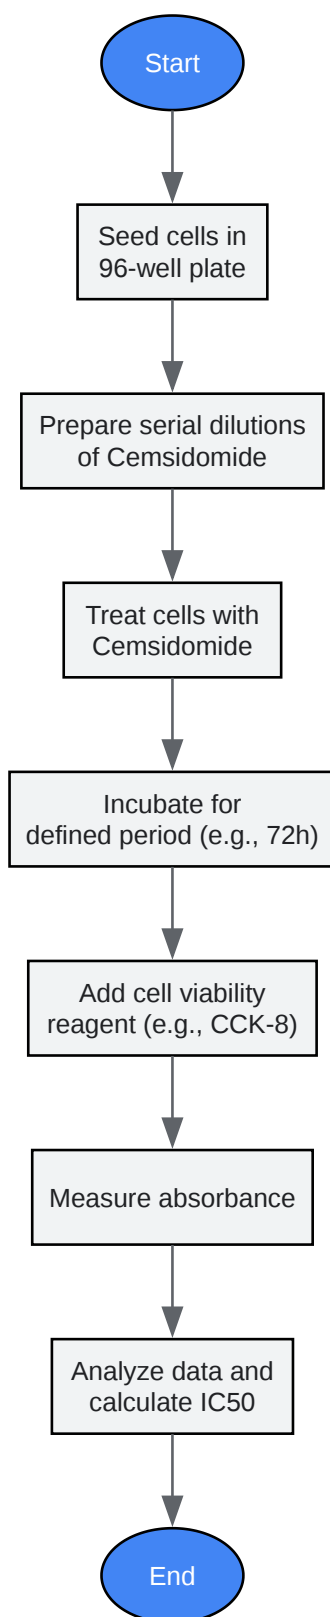 Start
Seed cells in
96-well plate
Prepare serial dilutions
of Cemsidomide
Treat cells with
Cemsidomide
Incubate for
defined period (e.g., 72h)
Add cell viability
reagent (e.g., CCK-8)
Measure absorbance
Analyze data and
calculate IC50
End